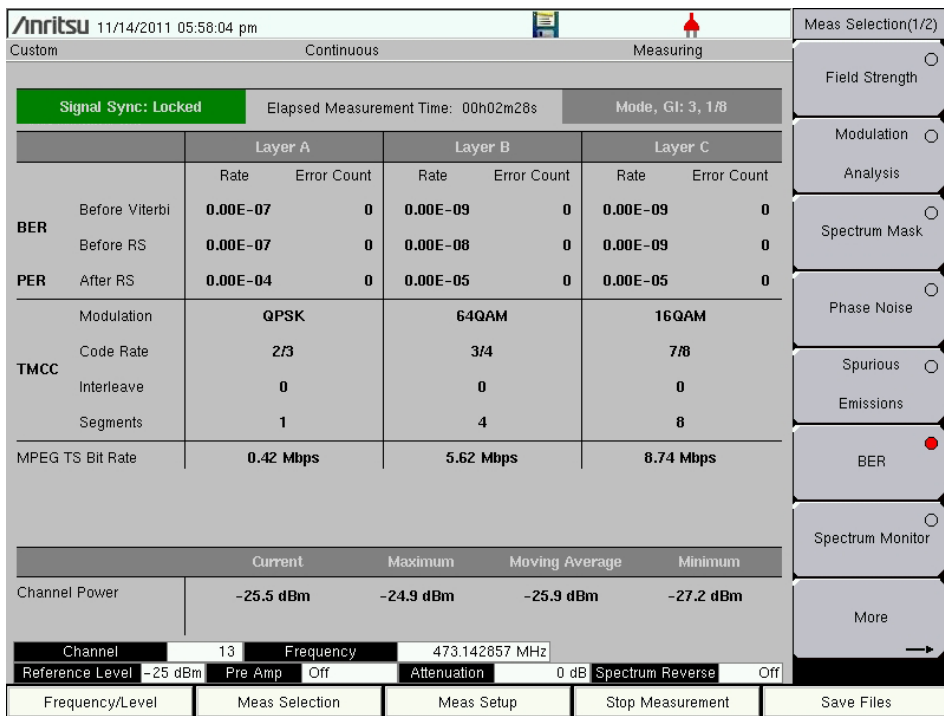 Anritsu 11/14/2011 05:58:04 pm
Meas Selection(1/2)
Custom Continuous Measuring
Signal Sync: Locked Elapsed Measurement Time: 00h02m28s Mode, GI: 3, 1/8
Layer A Layer B Layer C
Rate Error Count Rate Error Count Rate Error Count
BER
Before Viterbi 0.00E-07 0 0.00E-09 0 0.00E-09 0
Before RS 0.00E-07 0 0.00E-08 0 0.00E-09 0
PER After RS 0.00E-04 0 0.00E-05 0 0.00E-05 0
TMCC
Modulation QPSK 64QAM 16QAM
Code Rate 2/3 3/4 7/8
Interleave 0 0 0
Segments 1 4 8
MPEG TS Bit Rate 0.42 Mbps 5.62 Mbps 8.74 Mbps
Current Maximum Moving Average Minimum
Channel Power -25.5 dBm -24.9 dBm -25.9 dBm -27.2 dBm
Channel 13 Frequency 473.142857 MHz
Reference Level -25 dBm Pre Amp Off Attenuation 0 dB Spectrum Reverse Off
Field Strength
Modulation
Analysis
Spectrum Mask
Phase Noise
Spurious
Emissions
BER
Spectrum Monitor
More
Frequency/Level Meas Selection Meas Setup Stop Measurement Save Files